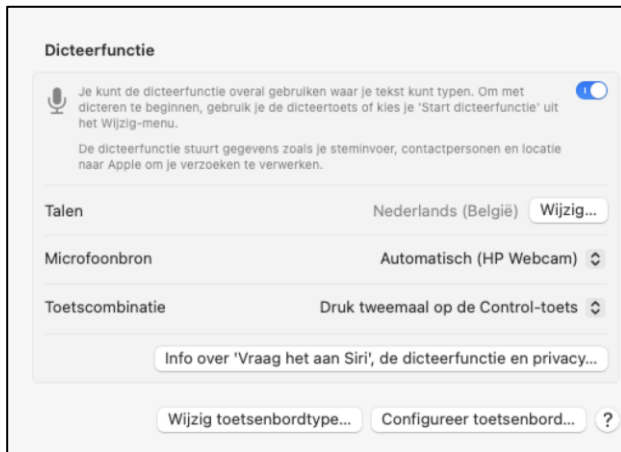 Dicteerfunctie
Je kunt de dicteerfunctie overal gebruiken waar je tekst kunt typen. Om met
dicteren te beginnen, gebruik je de dicteertoets of kies je 'Start dicteerfunctie' uit
het Wijzig-menu.
De dicteerfunctie stuurt gegevens zoals je steminvoer, contactpersonen en locatie
naar Apple om je verzoeken te verwerken.
Talen Nederlands (België) Wijzig...
Microfoonbron Automatisch (HP Webcam)
Toetscombinatie Druk tweemaal op de Control-toets
Info over 'Vraag het aan Siri', de dicteerfunctie en privacy...
Wijzig toetsenbordtype... Configureer toetsenbord... ?